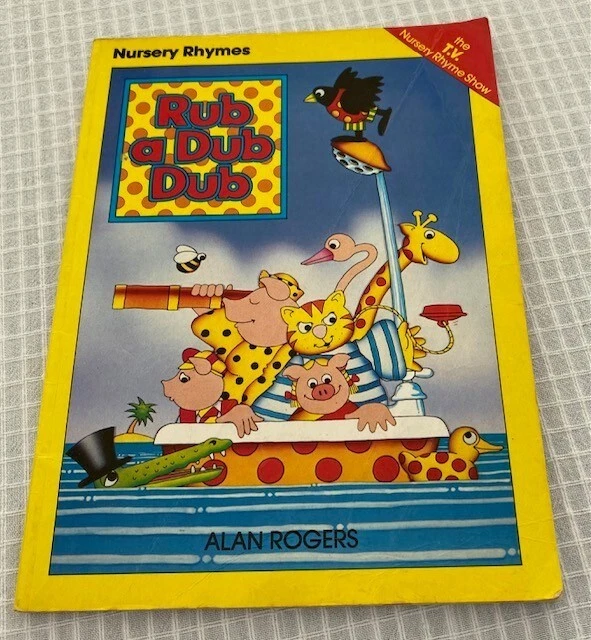 Nursery Rhymes
the
T.V.
Nursery Rhyme Show
Rub
a Dub
Dub
ALAN ROGERS